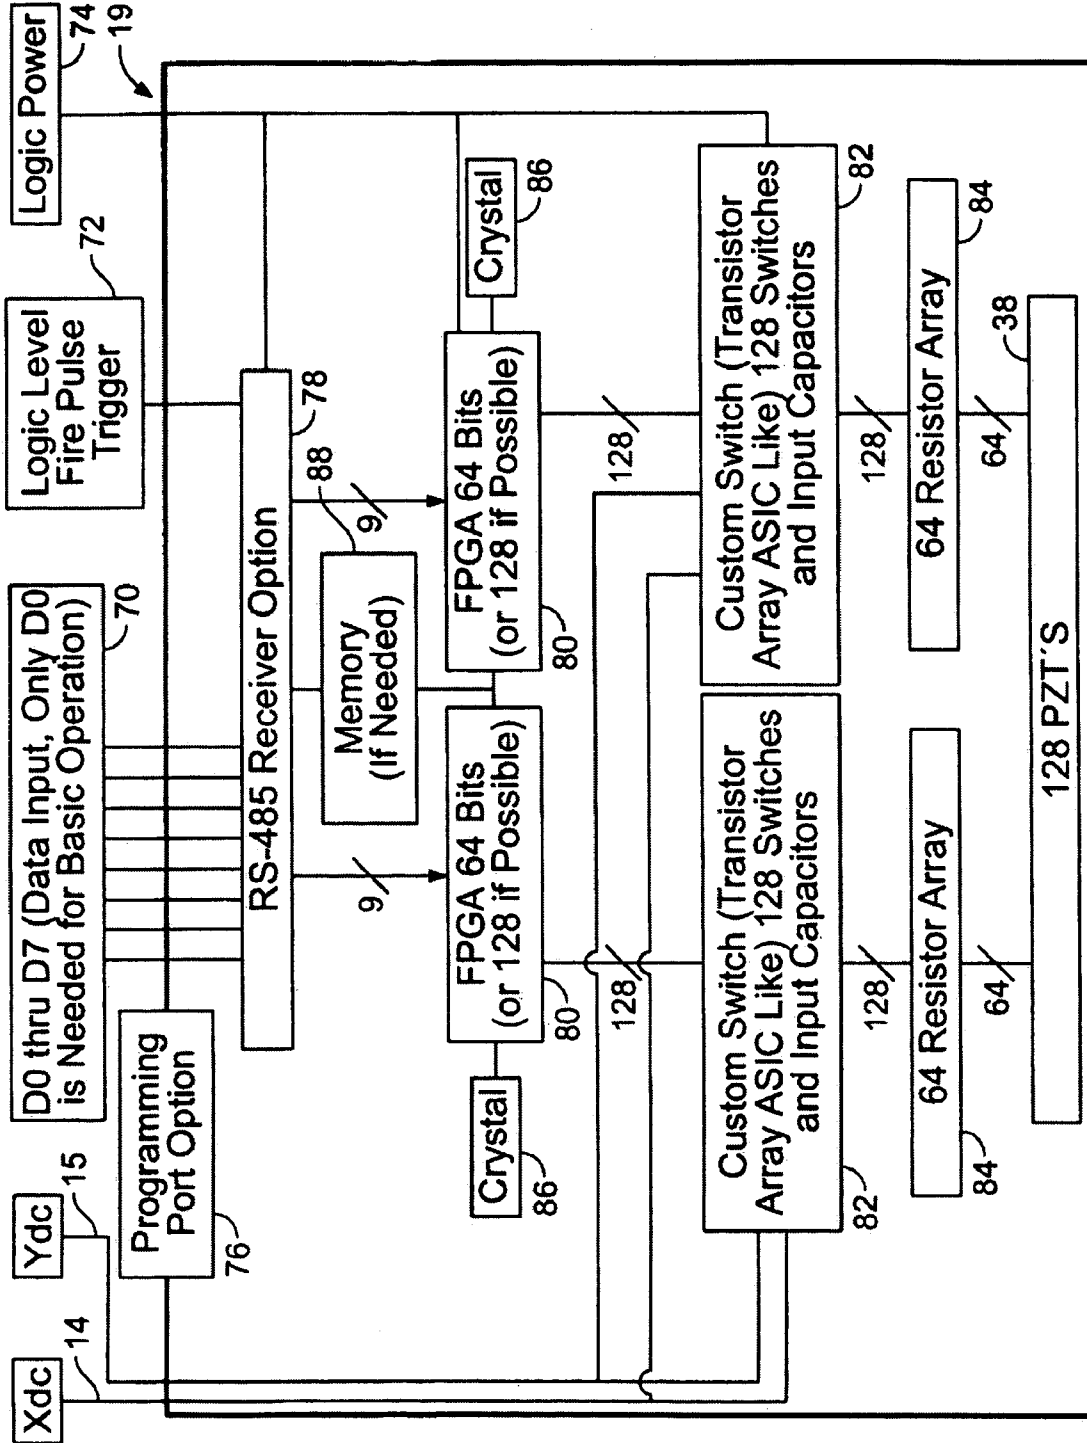 Xdc
14
Ydc
15
D0 thru D7 (Data Input, Only D0
is Needed for Basic Operation)
70
Logic Level
Fire Pulse
Trigger
72
Logic Power
74
19
Programming
Port Option
76
RS-485 Receiver Option
78
9
Memory
(If Needed)
88
9
Crystal
86
FPGA 64 Bits
(or 128 if Possible)
80
FPGA 64 Bits
(or 128 if Possible)
80
Crystal
86
128
128
Custom Switch (Transistor
Array ASIC Like) 128 Switches
and Input Capacitors
82
Custom Switch (Transistor
Array ASIC Like) 128 Switches
and Input Capacitors
82
128
128
64 Resistor Array
84
64 Resistor Array
84
64
64
128 PZT´S
38